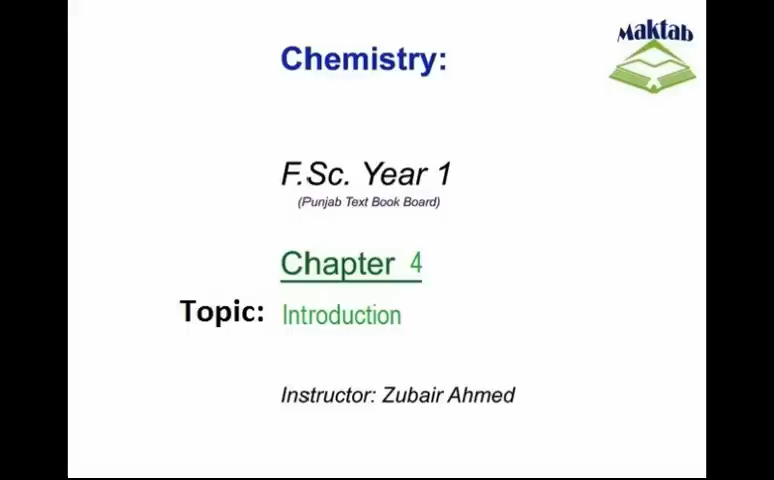 Maktab
Chemistry:
F.Sc. Year 1
(Punjab Text Book Board)
Chapter 4
Topic: Introduction
Instructor: Zubair Ahmed